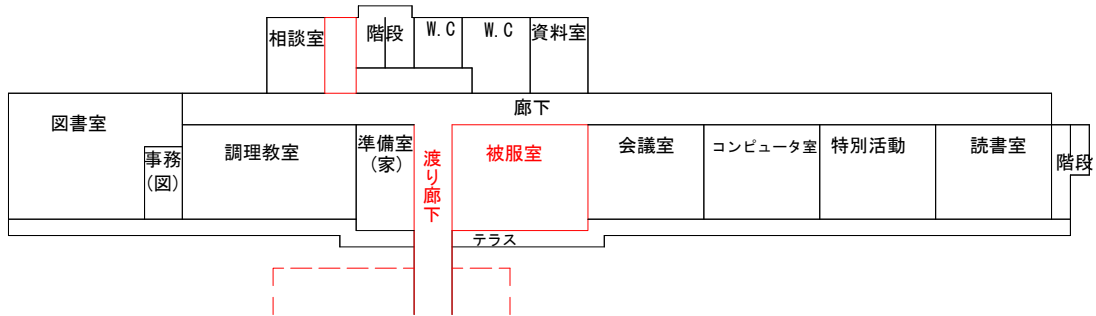 相談室
階段
W.C
W.C
資料室
廊下
図書室
事務
(図)
調理教室
準備室
(家)
渡り廊下
被服室
会議室
コンピュータ室
特別活動
読書室
階段
テラス